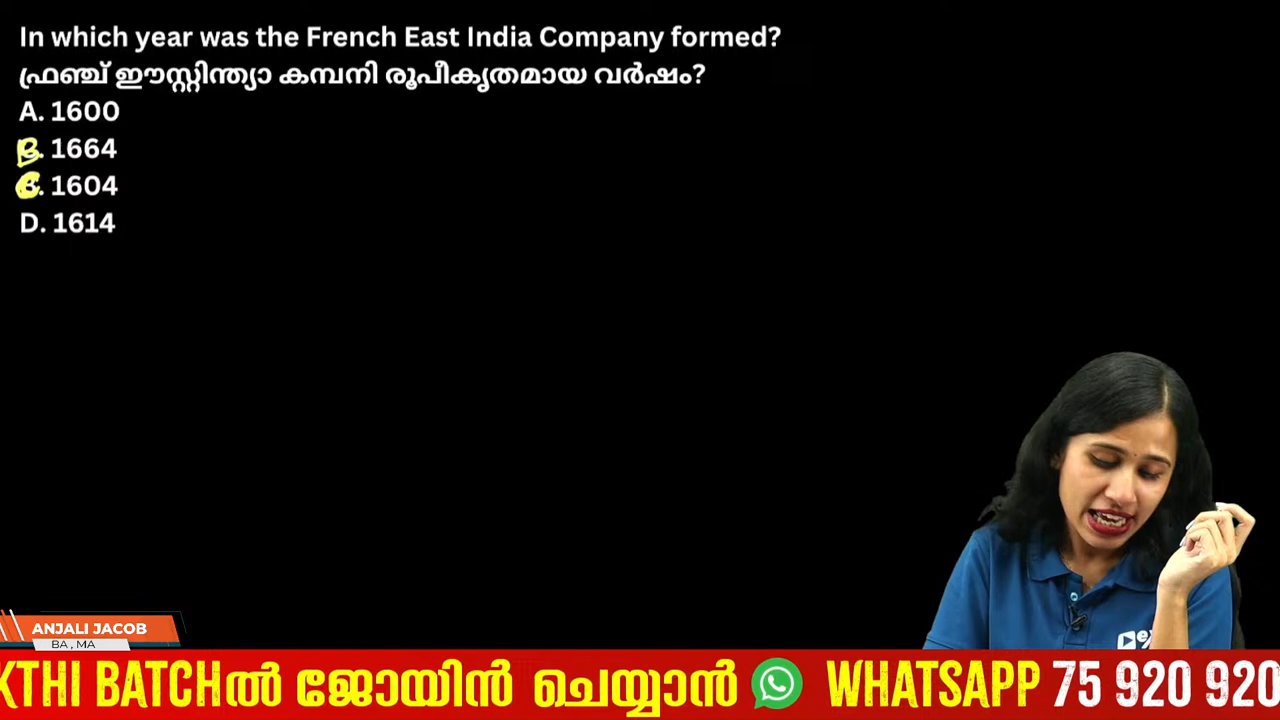 In which year was the French East India Company formed?
ഫ്രഞ്ച് ഈസ്റ്റിന്ത്യാ കമ്പനി രൂപീകൃതമായ വർഷം?
A. 1600
B. 1664
C. 1604
D. 1614
ANJALI JACOB
BA , MA
KTHI BATCHൽ ജോയിൻ ചെയ്യാൻ WHATSAPP 75 920 920